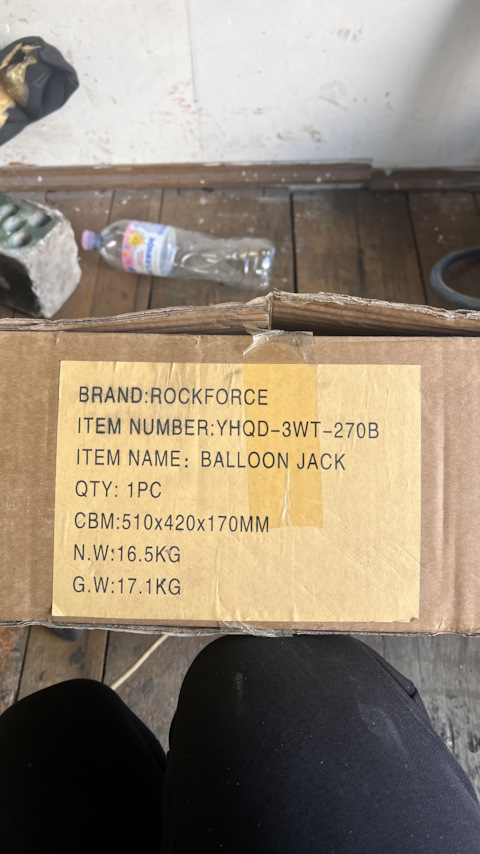 BRAND:ROCKFORCE
ITEM NUMBER:YHQD-3WT-270B
ITEM NAME: BALLOON JACK
QTY: 1PC
CBM:510x420x170MM
N.W:16.5KG
G.W:17.1KG